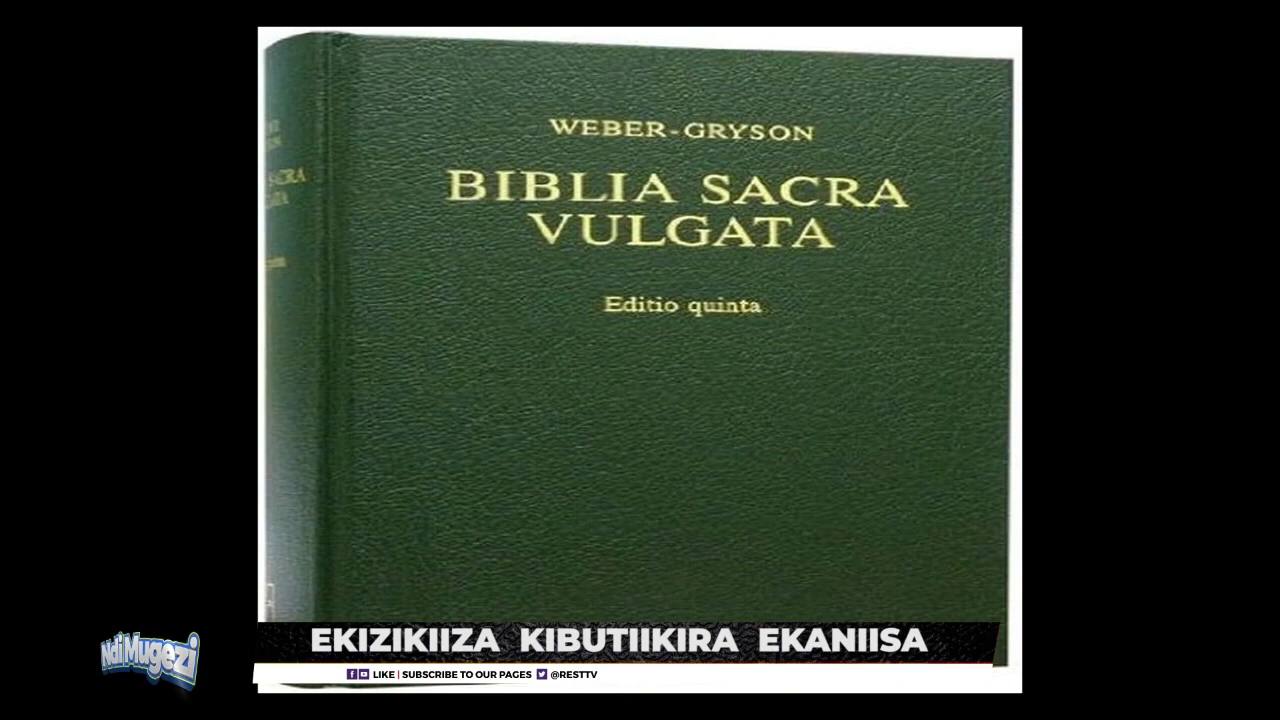 WEBER-GRYSON
BIBLIA SACRA
VULGATA
Editio quinta
EKIZIKIIZA KIBUTIIKIRA EKANIISA
LIKE | SUBSCRIBE TO OUR PAGES @RESTTV
NdiMugezi